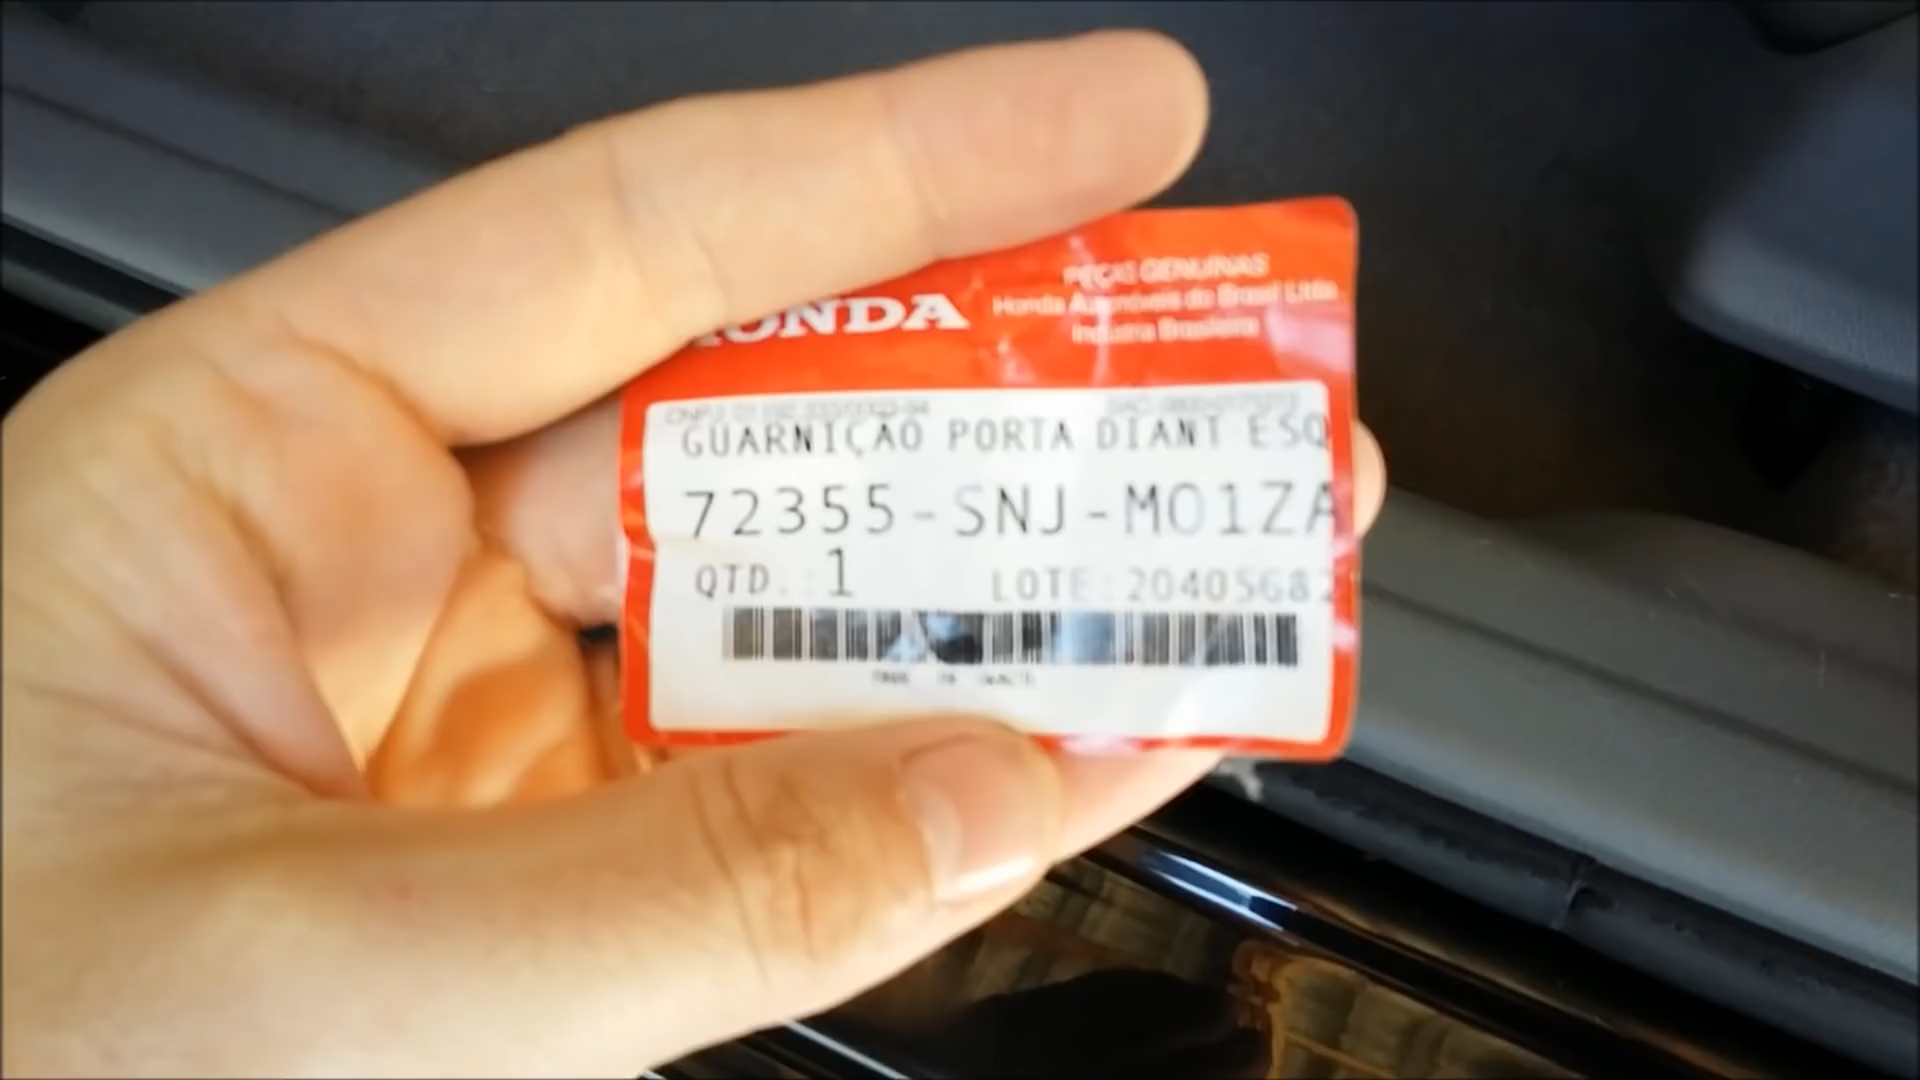 HONDA
PEÇAS GENUÍNAS
Honda Automóveis do Brasil Ltda.
Indústria Brasileira
GUARNIÇÃO PORTA DIANT ESQ
72355-SNJ-M01ZA
QTD.:1 LOTE:20405682